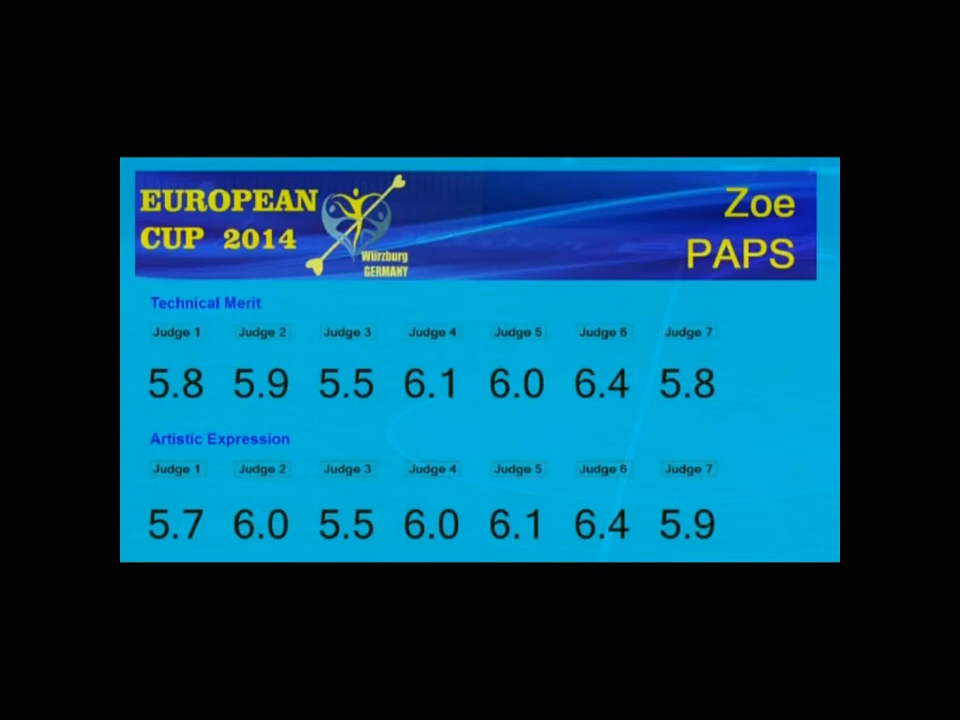 EUROPEAN
CUP 2014
Würzburg
GERMANY
Zoe
PAPS
Technical Merit
Judge 1 Judge 2 Judge 3 Judge 4 Judge 5 Judge 6 Judge 7
5.8 5.9 5.5 6.1 6.0 6.4 5.8
Artistic Expression
Judge 1 Judge 2 Judge 3 Judge 4 Judge 5 Judge 6 Judge 7
5.7 6.0 5.5 6.0 6.1 6.4 5.9